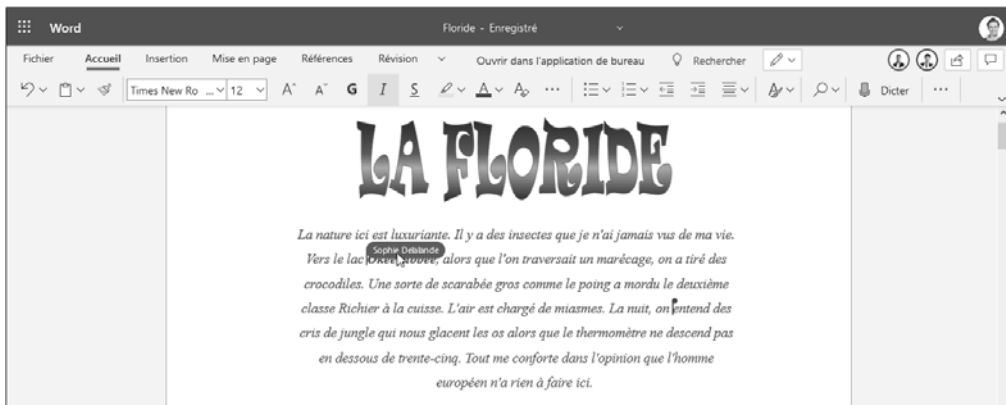 Word
Floride - Enregistré
Fichier Accueil Insertion Mise en page Références Révision Ouvrir dans l'application de bureau Rechercher
Times New Ro ... 12 A A G I S A A ... Dicter ...
LA FLORIDE
La nature ici est luxuriante. Il y a des insectes que je n'ai jamais vus de ma vie.
Sophie Delalande
Vers le lac alors que l'on traversait un marécage, on a tiré des
crocodiles. Une sorte de scarabée gros comme le poing a mordu le deuxième
classe Richier à la cuisse. L'air est chargé de miasmes. La nuit, on entend des
cris de jungle qui nous glacent les os alors que le thermomètre ne descend pas
en dessous de trente-cinq. Tout me conforte dans l'opinion que l'homme
européen n'a rien à faire ici.